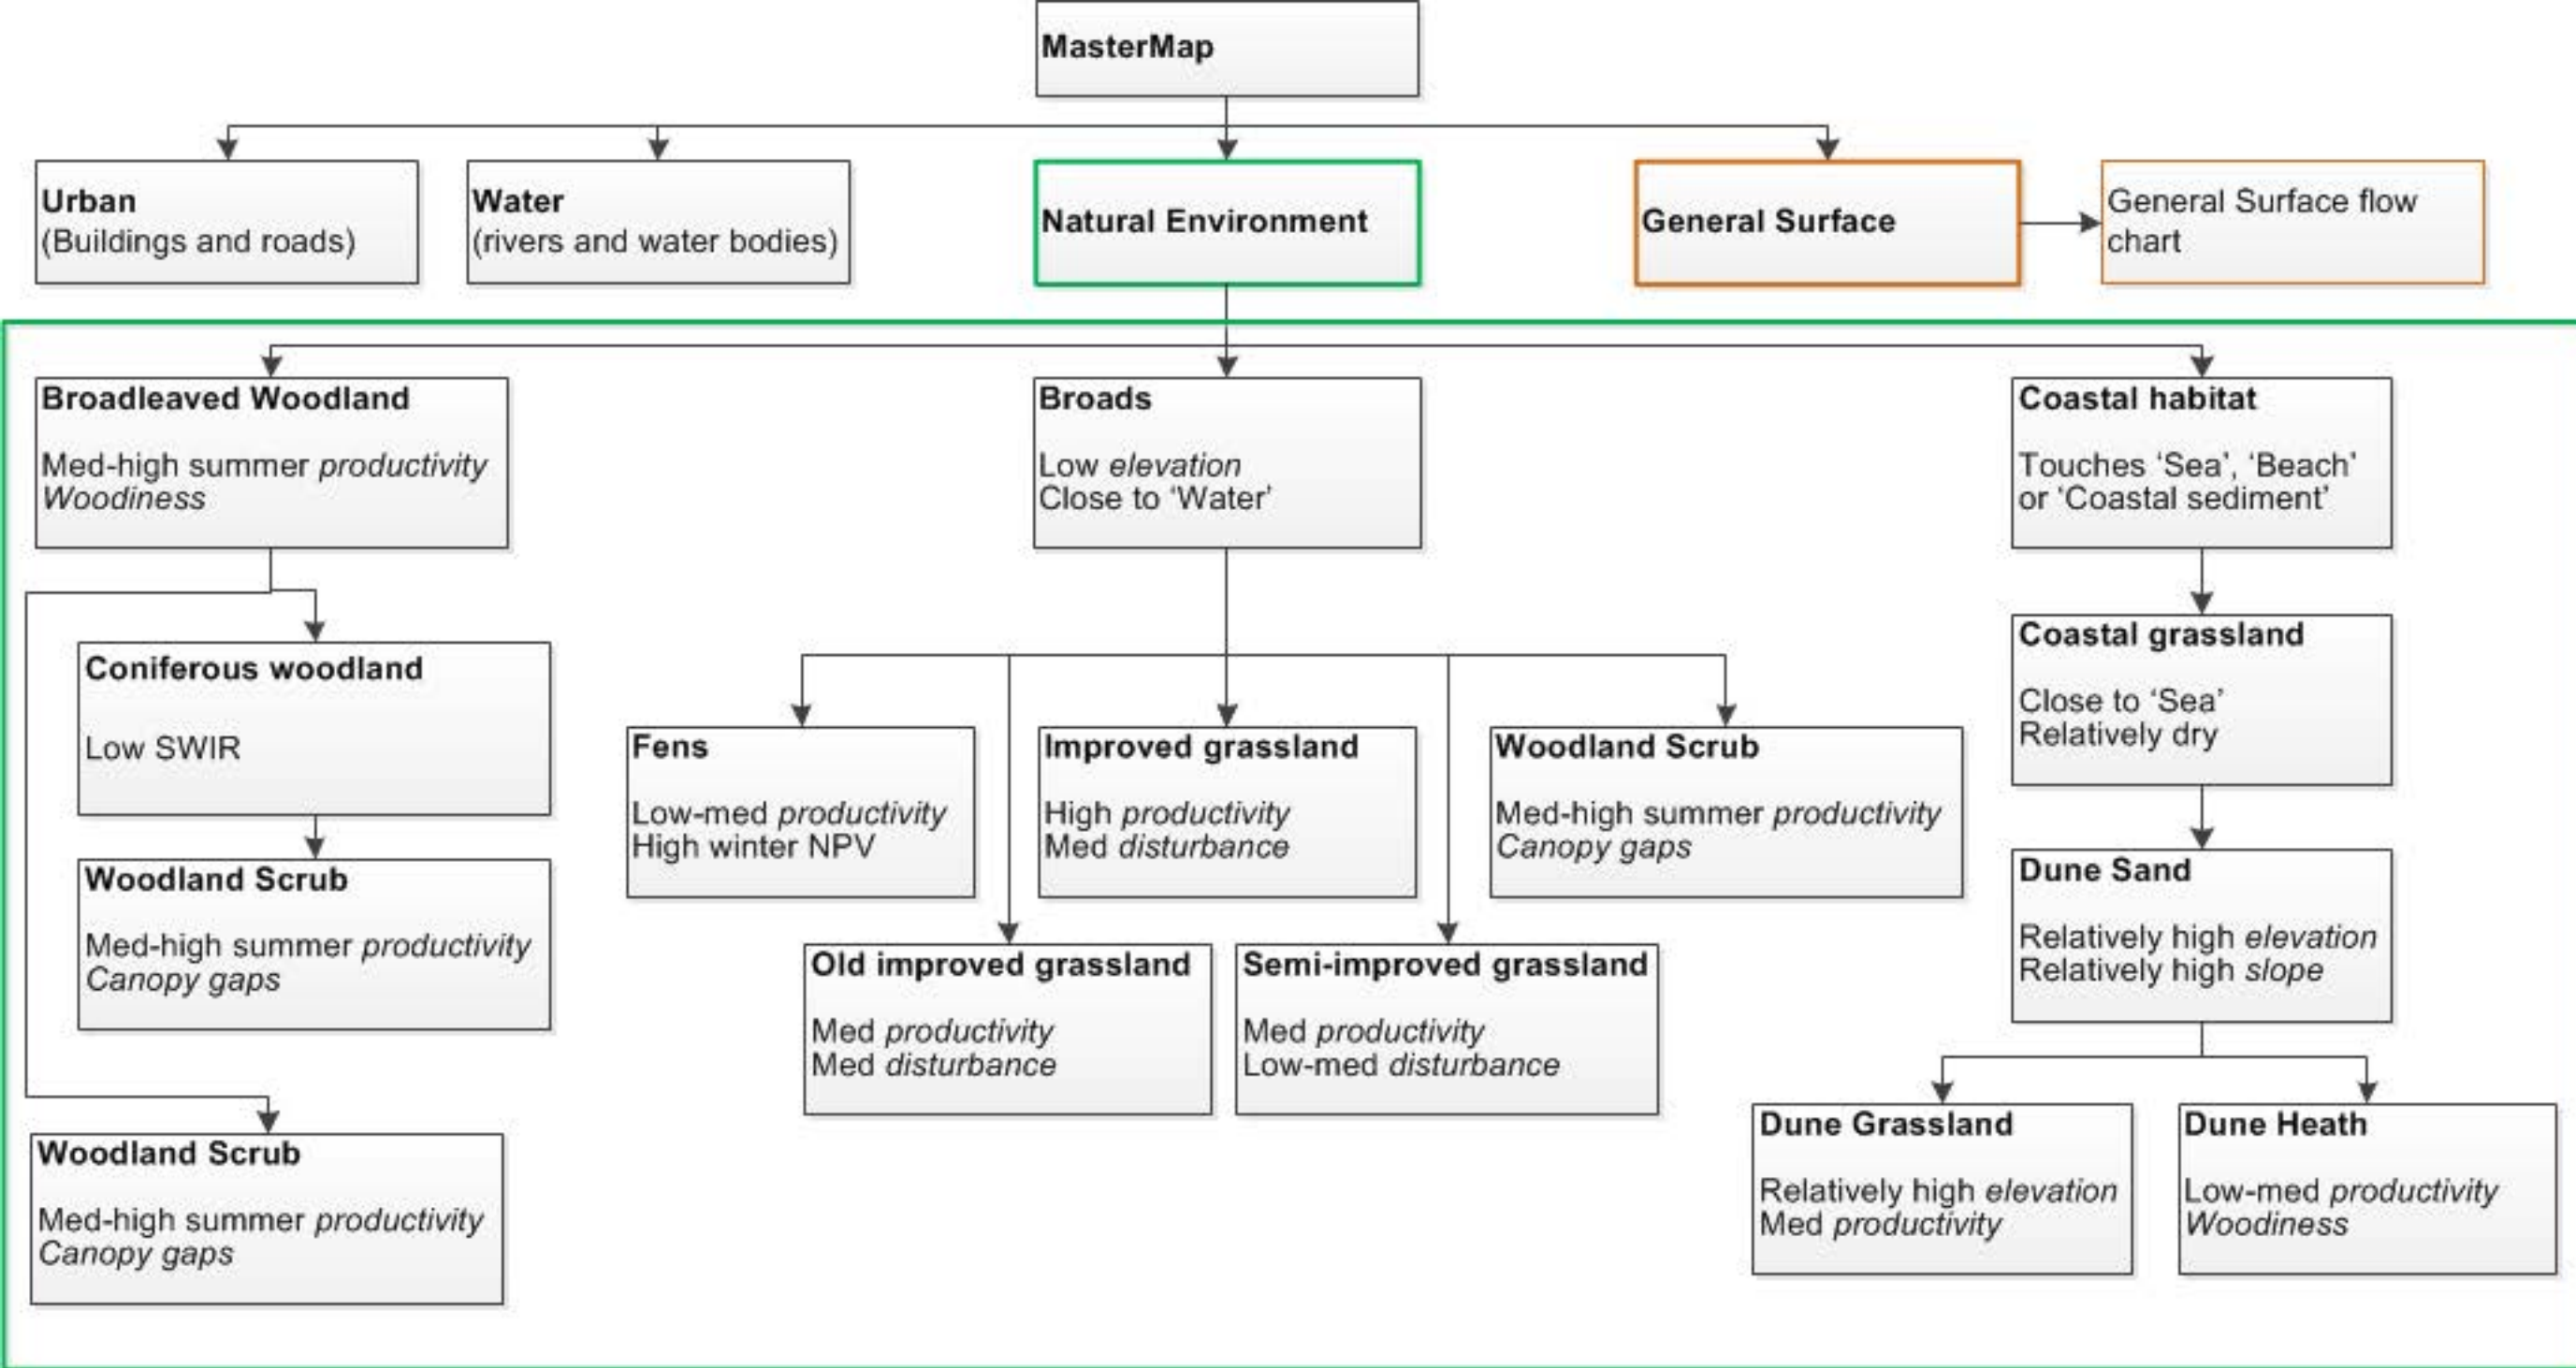 MasterMap
Urban
(Buildings and roads)
Water
(rivers and water bodies)
Natural Environment
General Surface
General Surface flow
chart
Broadleaved Woodland
Med-high summer productivity
Woodiness
Broads
Low elevation
Close to ‘Water’
Coastal habitat
Touches ‘Sea’, ‘Beach’
or ‘Coastal sediment’
Coniferous woodland
Low SWIR
Woodland Scrub
Med-high summer productivity
Canopy gaps
Woodland Scrub
Med-high summer productivity
Canopy gaps
Fens
Low-med productivity
High winter NPV
Improved grassland
High productivity
Med disturbance
Woodland Scrub
Med-high summer productivity
Canopy gaps
Old improved grassland
Med productivity
Med disturbance
Semi-improved grassland
Med productivity
Low-med disturbance
Coastal grassland
Close to ‘Sea’
Relatively dry
Dune Sand
Relatively high elevation
Relatively high slope
Dune Grassland
Relatively high elevation
Med productivity
Dune Heath
Low-med productivity
Woodiness